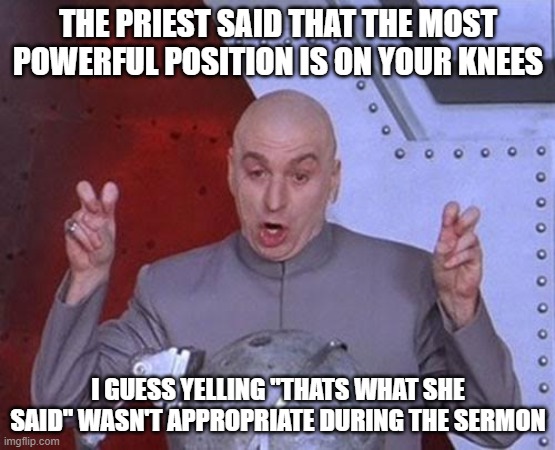 THE PRIEST SAID THAT THE MOST
POWERFUL POSITION IS ON YOUR KNEES
I GUESS YELLING "THATS WHAT SHE
SAID" WASN'T APPROPRIATE DURING THE SERMON
imgflip.com